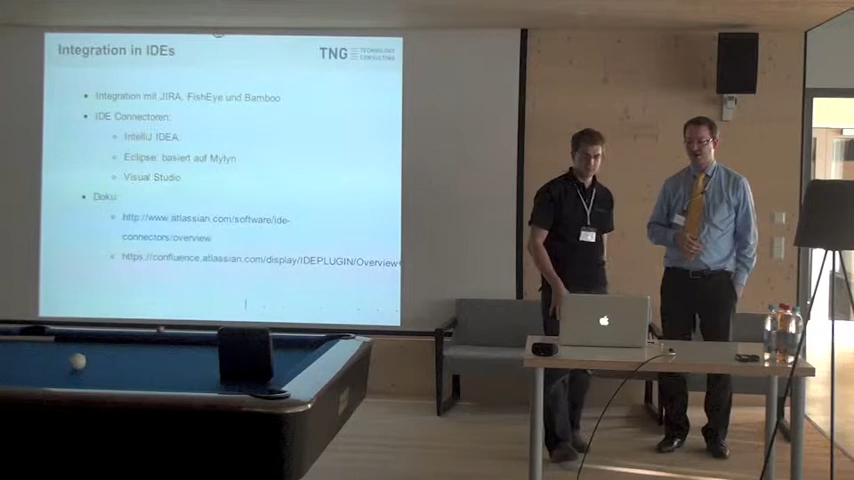 Integration in IDEs
TNG TECHNOLOGY
CONSULTING
Integration mit JIRA, FishEye und Bamboo
IDE Connectoren:
IntelliJ IDEA
Eclipse: basiert auf Mylyn
Visual Studio
Doku:
http://www.atlassian.com/software/ide-
connectors/overview
https://confluence.atlassian.com/display/IDEPLUGIN/Overview